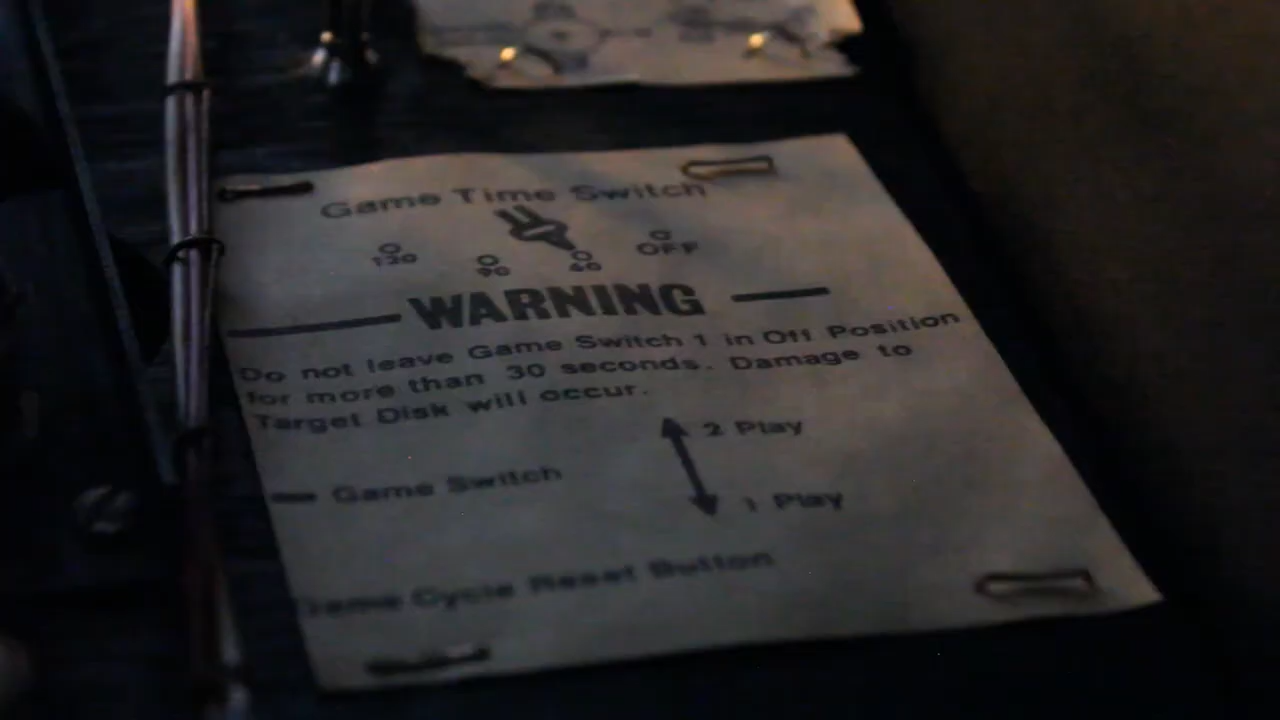 Game Time Switch
120 90 60 OFF
WARNING
Do not leave Game Switch 1 in Off Position
for more than 30 seconds. Damage to
Target Disk will occur.
2 Play
Game Switch
1 Play
Game Cycle Reset Button